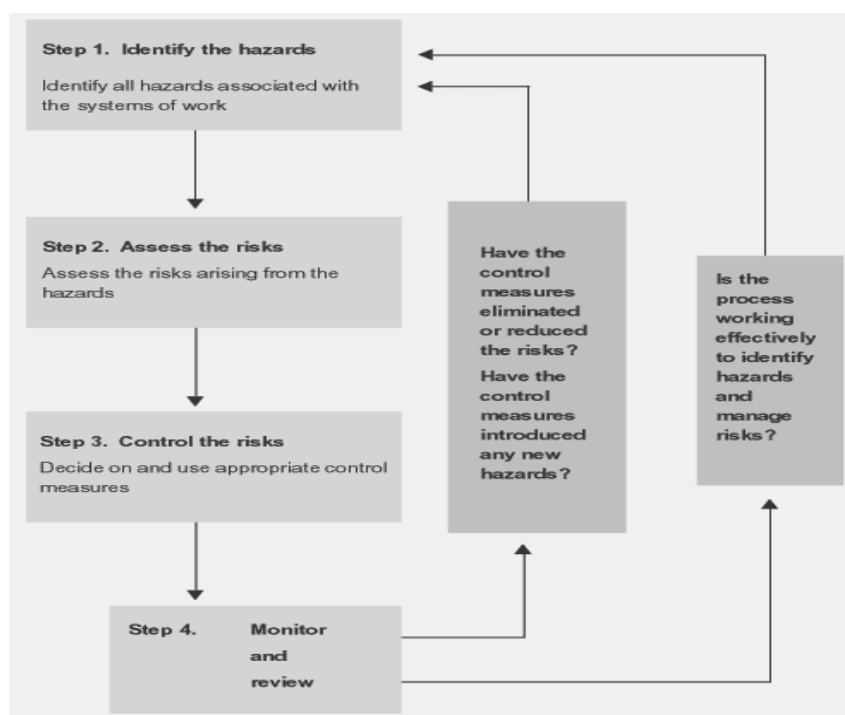 Step 1. Identify the hazards
Identify all hazards associated with
the systems of work
Step 2. Assess the risks
Assess the risks arising from the
hazards
Step 3. Control the risks
Decide on and use appropriate control
measures
Step 4. Monitor
and
review
Have the
control
measures
eliminated
or reduced
the risks?
Have the
control
measures
introduced
any new
hazards?
Is the
process
working
effectively
to identify
hazards
and
manage
risks?